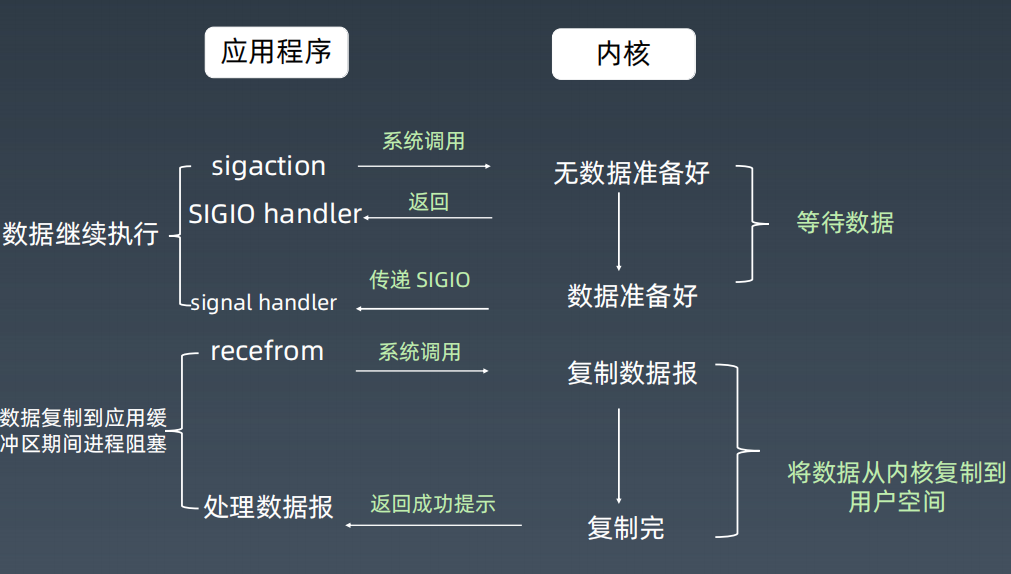 应用程序
内核
系统调用
sigaction
无数据准备好
返回
SIGIO handler
数据继续执行
等待数据
传递 SIGIO
数据准备好
signal handler
系统调用
recefrom
复制数据报
数据复制到应用缓
冲区期间进程阻塞
将数据从内核复制到
用户空间
返回成功提示
处理数据报
复制完